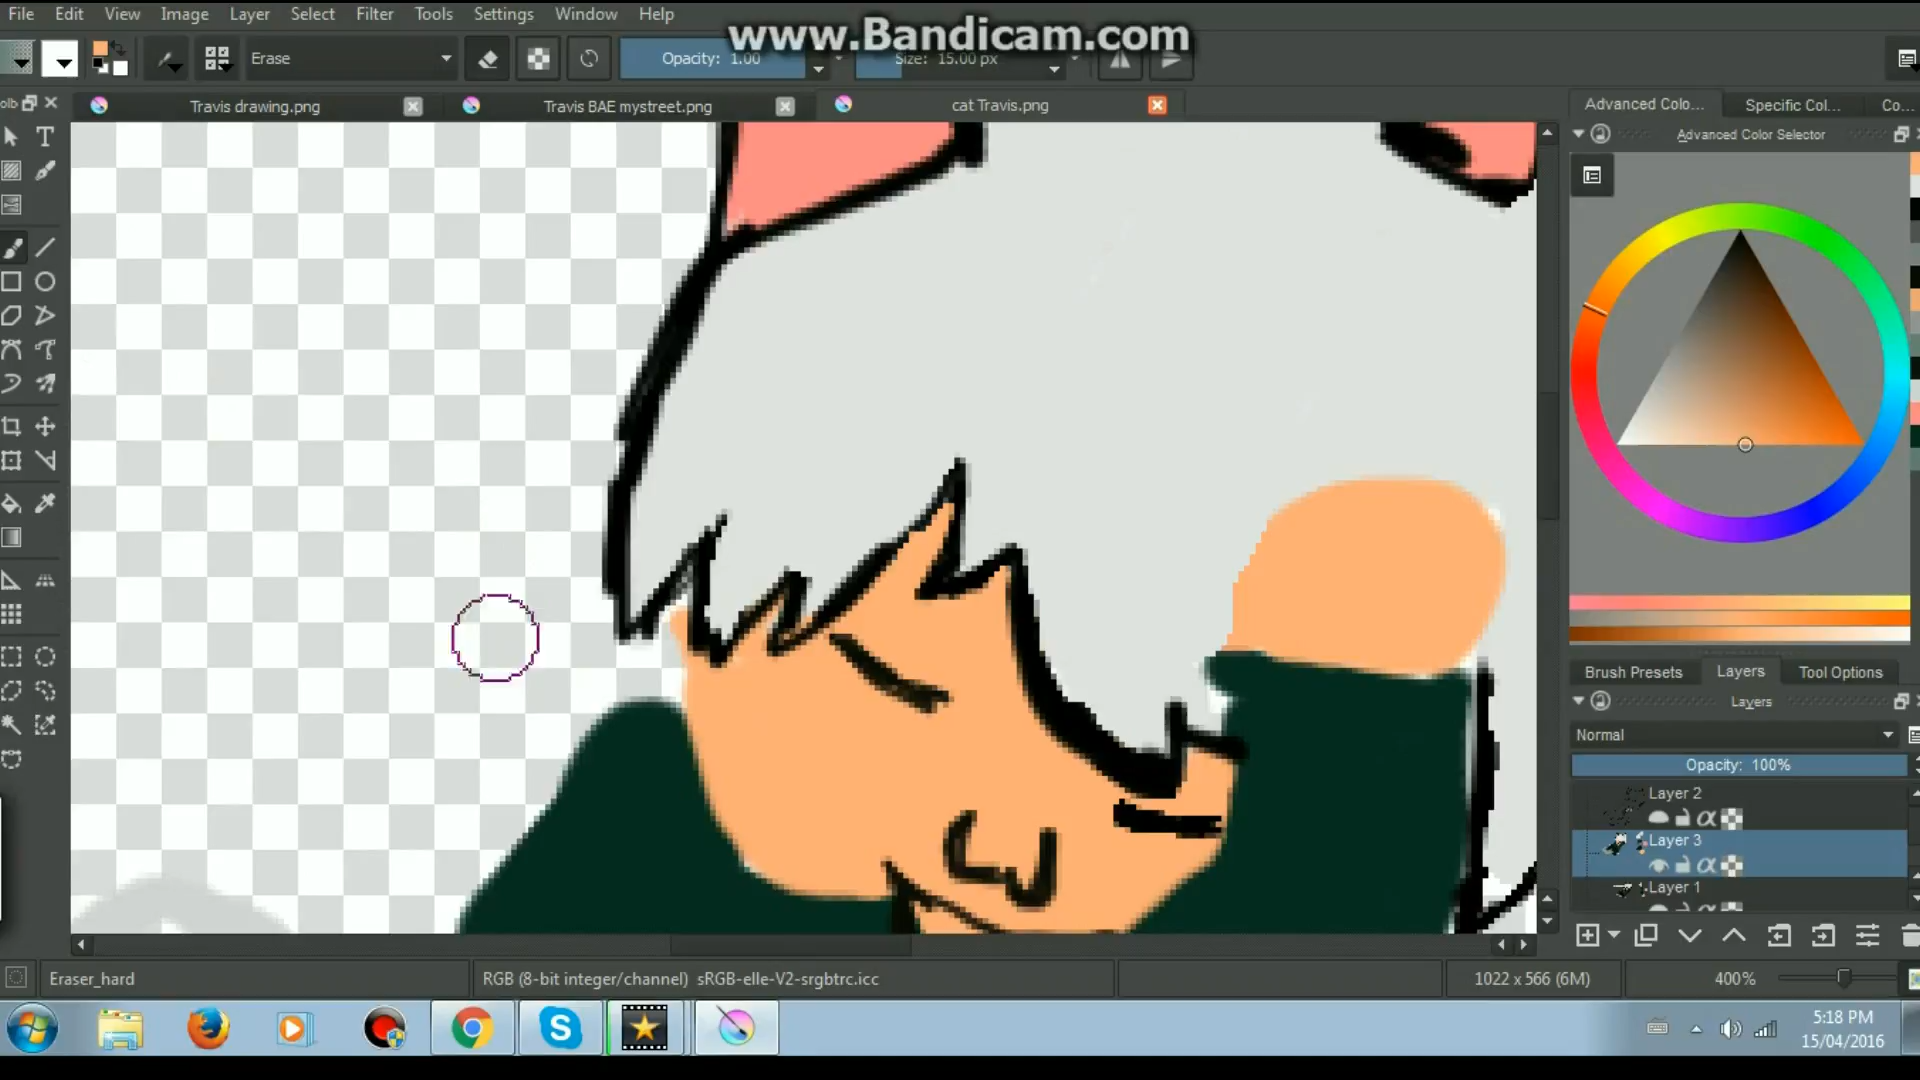 File Edit View Image Layer Select Filter Tools Settings Window Help
www.Bandicam.com
Erase
Opacity: 1.00
Size: 15.00 px
Travis drawing.png
Travis BAE mystreet.png
cat Travis.png
Advanced Colo...
Specific Col...
Co...
Advanced Color Selector
Brush Presets
Layers
Tool Options
Layers
Normal
Opacity: 100%
Layer 2
Layer 3
Layer 1
Eraser_hard
RGB (8-bit integer/channel) sRGB-elle-V2-srgbtrc.icc
1022 x 566 (6M)
400%
5:18 PM
15/04/2016